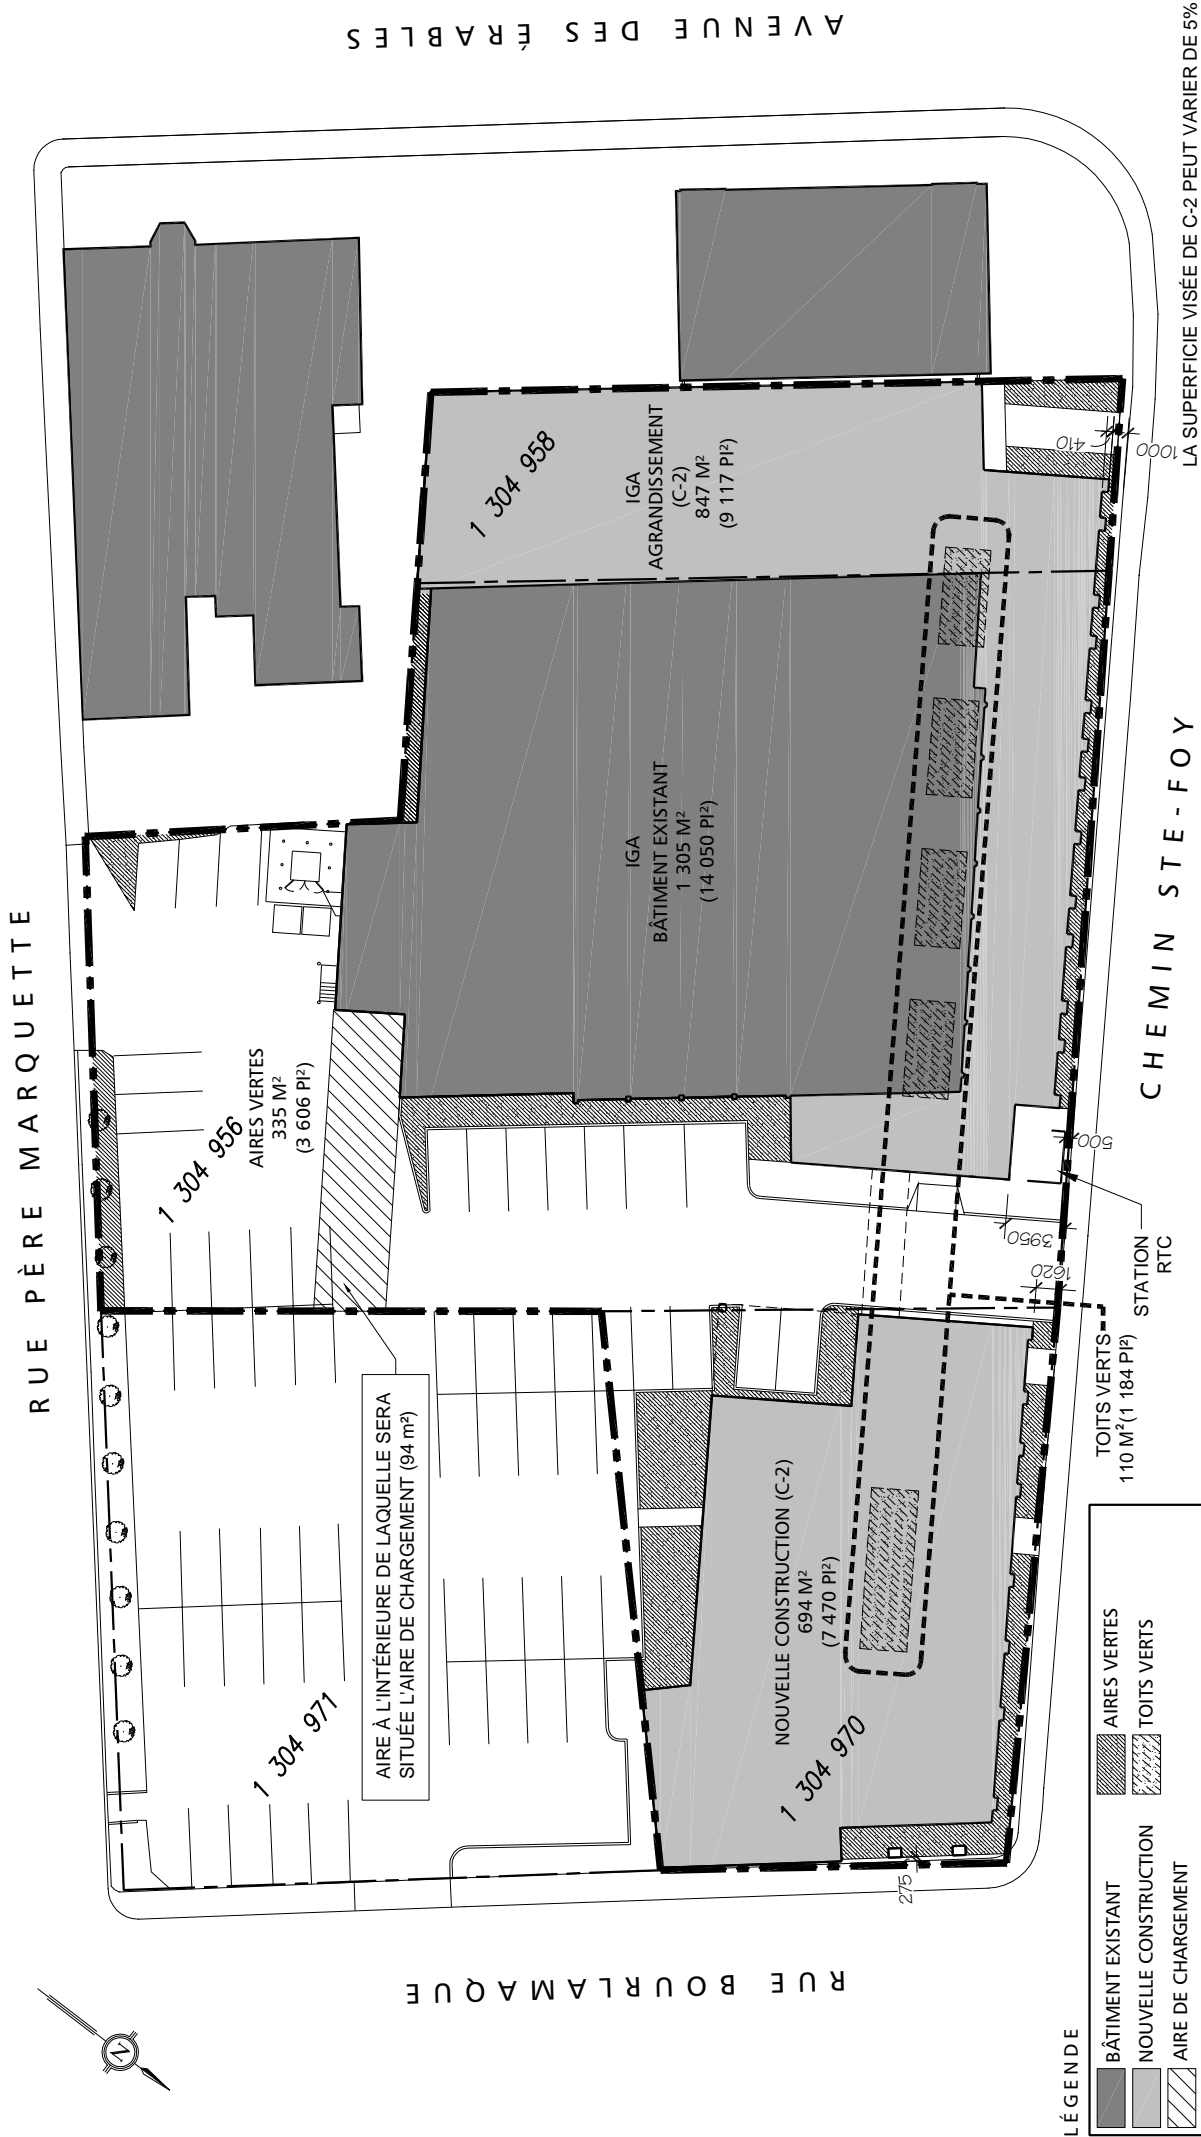 AVENUE DES ÉRABLES
RUE PÈRE MARQUETTE
CHEMIN STE-FOY
RUE BOURLAMAQUE
1 304 958
IGA
AGRANDISSEMENT
(C-2)
847 M²
(9 117 PI²)
IGA
BÂTIMENT EXISTANT
1 305 M²
(14 050 PI²)
AIRES VERTES
335 M²
(3 606 PI²)
1 304 956
AIRE À L'INTÉRIEURE DE LAQUELLE SERA
SITUÉE L'AIRE DE CHARGEMENT (94 m²)
1 304 971
NOUVELLE CONSTRUCTION (C-2)
694 M²
(7 470 PI²)
1 304 970
410
1000
500
3950
1620
275
STATION
RTC
TOITS VERTS
110 M²(1 184 PI²)
LA SUPERFICIE VISÉE DE C-2 PEUT VARIER DE 5%
N
LÉGENDE
BÂTIMENT EXISTANT
NOUVELLE CONSTRUCTION
AIRE DE CHARGEMENT
AIRES VERTES
TOITS VERTS